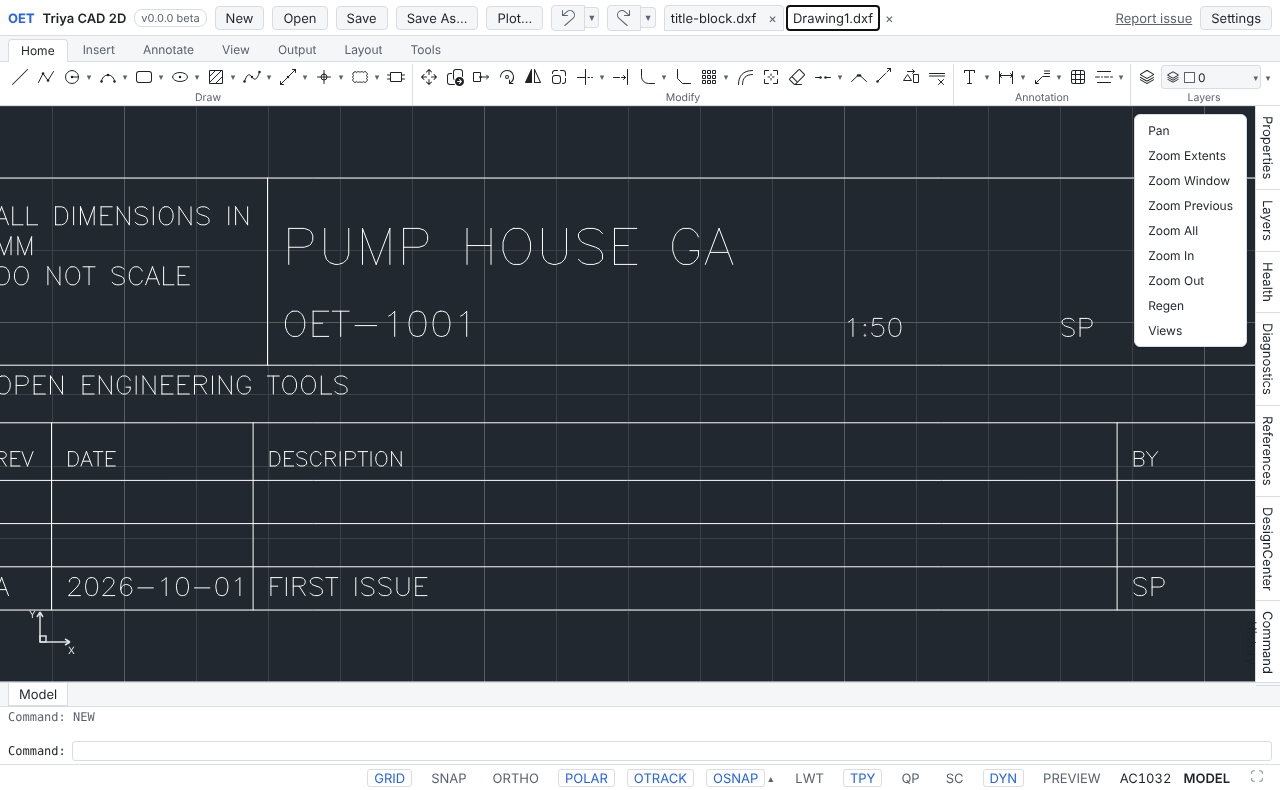 OET Triya CAD 2D v0.0.0 beta New Open Save Save As... Plot... title-block.dxf × Drawing1.dxf × Report issue Settings
Home Insert Annotate View Output Layout Tools
0
Draw Modify Annotation Layers
Pan
Zoom Extents
Zoom Window
Zoom Previous
Zoom All
Zoom In
Zoom Out
Regen
Views
Properties
Layers
Health
Diagnostics
References
DesignCenter
Command
ALL DIMENSIONS IN
MM
DO NOT SCALE
PUMP HOUSE GA
OET-1001 1:50 SP
OPEN ENGINEERING TOOLS
REV DATE DESCRIPTION BY
A 2026-10-01 FIRST ISSUE SP
Y
X
Model
Command: NEW
Command:
GRID SNAP ORTHO POLAR OTRACK OSNAP LWT TPY QP SC DYN PREVIEW AC1032 MODEL